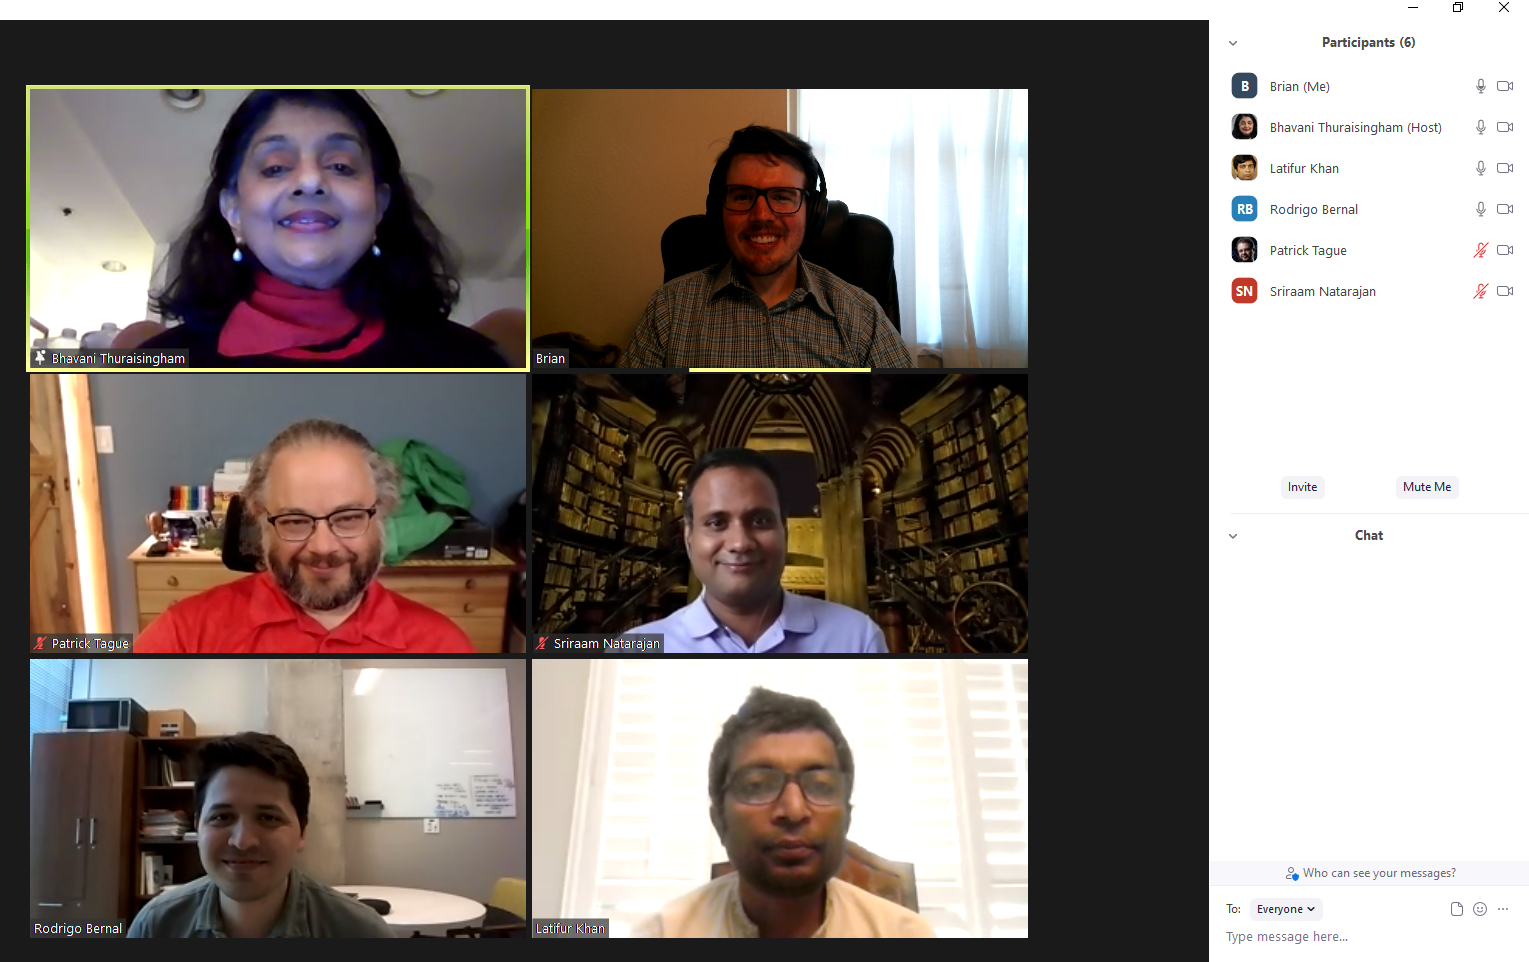 Bhavani Thuraisingham
Brian
Patrick Tague
Sriraam Natarajan
Rodrigo Bernal
Latifur Khan
Participants (6)
B Brian (Me)
Bhavani Thuraisingham (Host)
Latifur Khan
RB Rodrigo Bernal
Patrick Tague
SN Sriraam Natarajan
Invite Mute Me
Chat
Who can see your messages?
To: Everyone
Type message here...